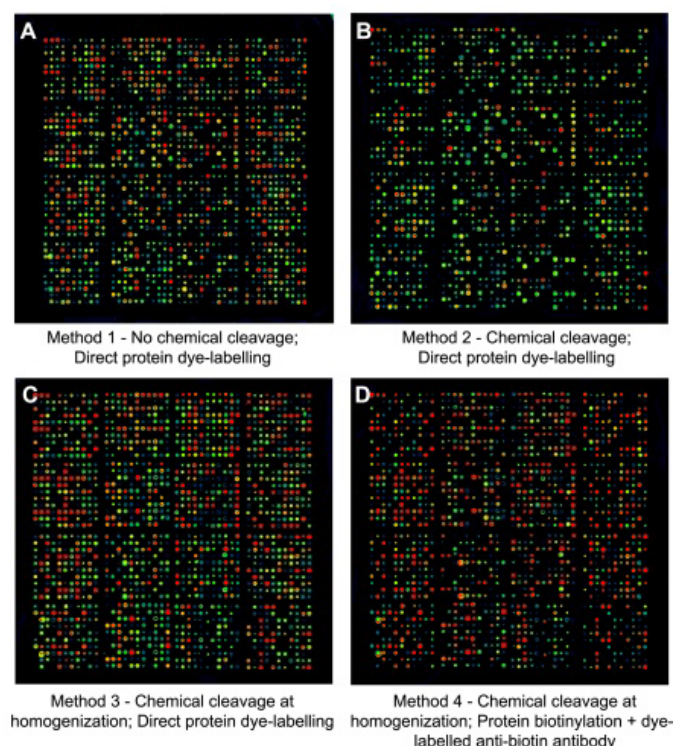 A
B
Method 1 - No chemical cleavage;
Direct protein dye-labelling
Method 2 - Chemical cleavage;
Direct protein dye-labelling
C
D
Method 3 - Chemical cleavage at
homogenization; Direct protein dye-labelling
Method 4 - Chemical cleavage at
homogenization; Protein biotinylation + dye-
labelled anti-biotin antibody